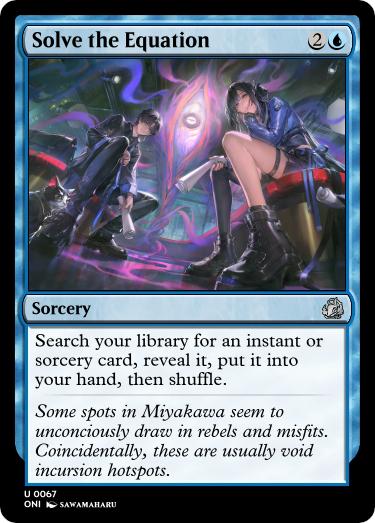 Solve the Equation 2
Sorcery
Search your library for an instant or
sorcery card, reveal it, put it into
your hand, then shuffle.
Some spots in Miyakawa seem to
unconciously draw in rebels and misfits.
Coincidentally, these are usually void
incursion hotspots.
U 0067
ONI SAWAMAHARU